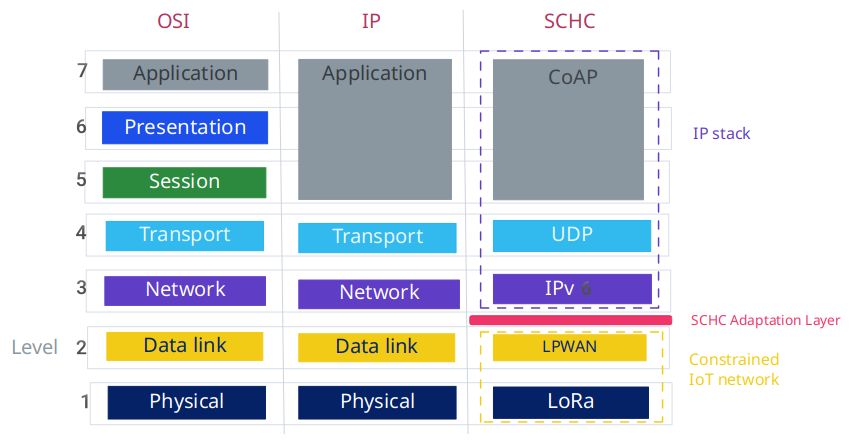 OSI IP SCHC
7 Application Application CoAP
6 Presentation IP stack
5 Session
4 Transport Transport UDP
3 Network Network IPv 6
SCHC Adaptation Layer
Level 2 Data link Data link LPWAN
Constrained
IoT network
1 Physical Physical LoRa